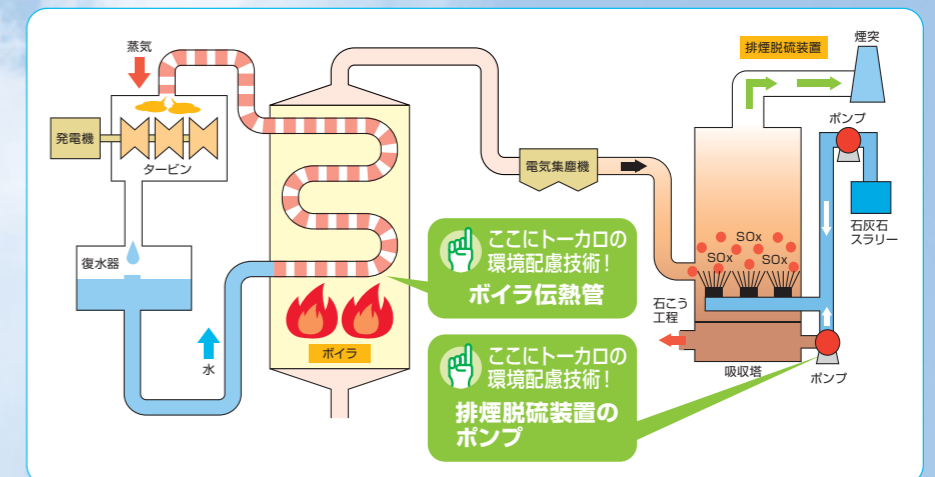 蒸気
発電機
タービン
復水器
水
ボイラ
電気集塵機
排煙脱硫装置
煙突
ポンプ
石灰石
スラリー
SOx
SOx
SOx
石こう
工程
吸収塔
ポンプ
ここにトーカロの
環境配慮技術!
ボイラ伝熱管
ここにトーカロの
環境配慮技術!
排煙脱硫装置の
ポンプ